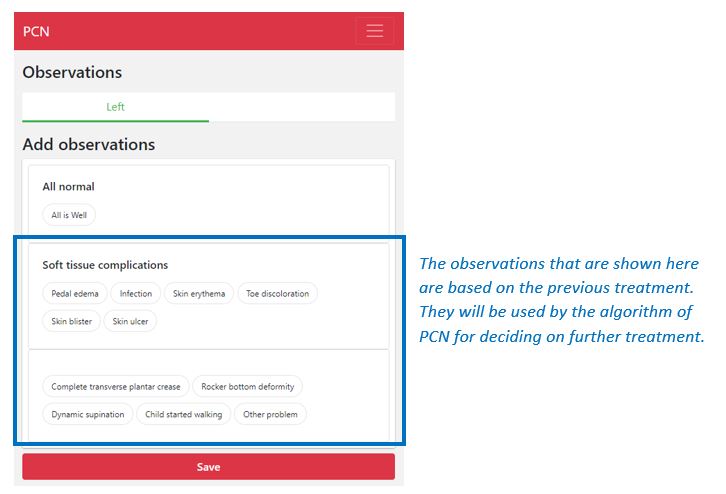 PCN
Observations
Left
Add observations
All normal
All is Well
Soft tissue complications
Pedal edema Infection Skin erythema Toe discoloration
Skin blister Skin ulcer
Complete transverse plantar crease Rocker bottom deformity
Dynamic supination Child started walking Other problem
Save
The observations that are shown here
are based on the previous treatment.
They will be used by the algorithm of
PCN for deciding on further treatment.